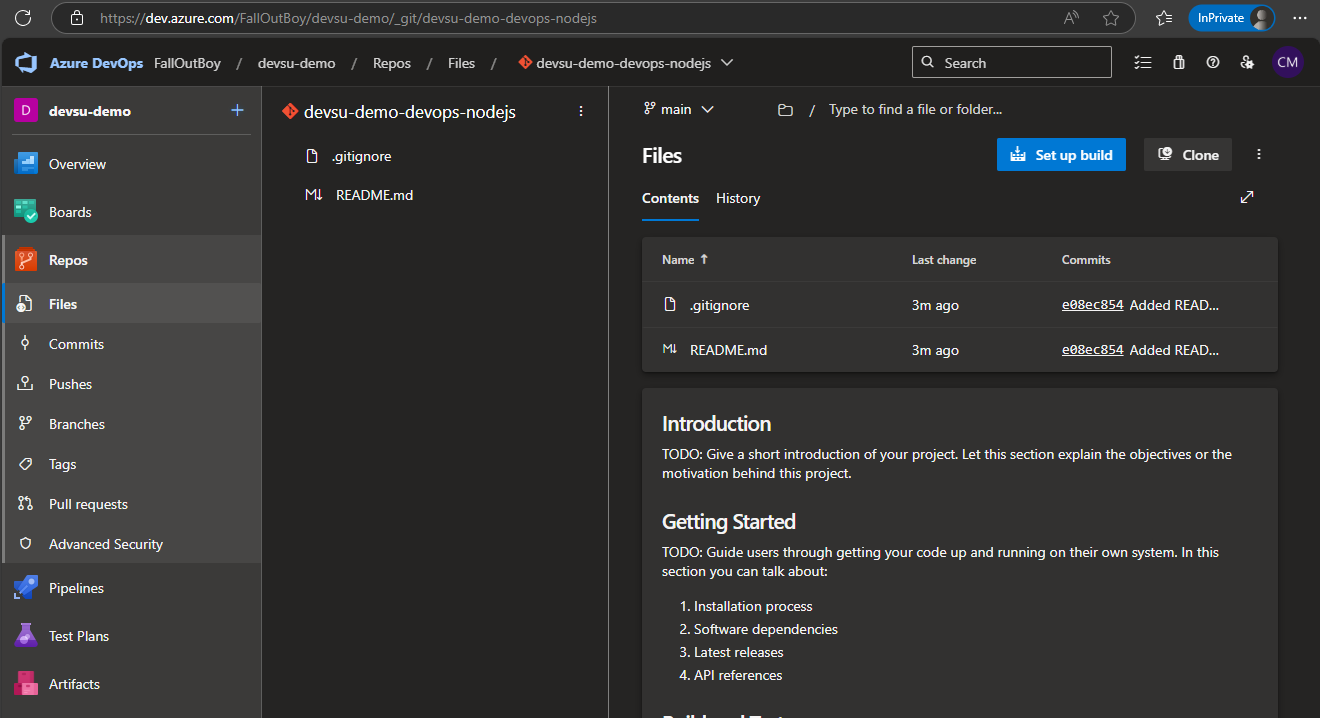 https://dev.azure.com/FallOutBoy/devsu-demo/_git/devsu-demo-devops-nodejs
InPrivate
Azure DevOps FallOutBoy / devsu-demo / Repos / Files / devsu-demo-devops-nodejs
Search
CM
D devsu-demo +
Overview
Boards
Repos
Files
Commits
Pushes
Branches
Tags
Pull requests
Advanced Security
Pipelines
Test Plans
Artifacts
devsu-demo-devops-nodejs
.gitignore
README.md
main / Type to find a file or folder...
Files
Set up build
Clone
Contents History
Name ↑ Last change Commits
.gitignore 3m ago e08ec854 Added READ...
README.md 3m ago e08ec854 Added READ...
Introduction
TODO: Give a short introduction of your project. Let this section explain the objectives or the
motivation behind this project.
Getting Started
TODO: Guide users through getting your code up and running on their own system. In this
section you can talk about:
1. Installation process
2. Software dependencies
3. Latest releases
4. API references